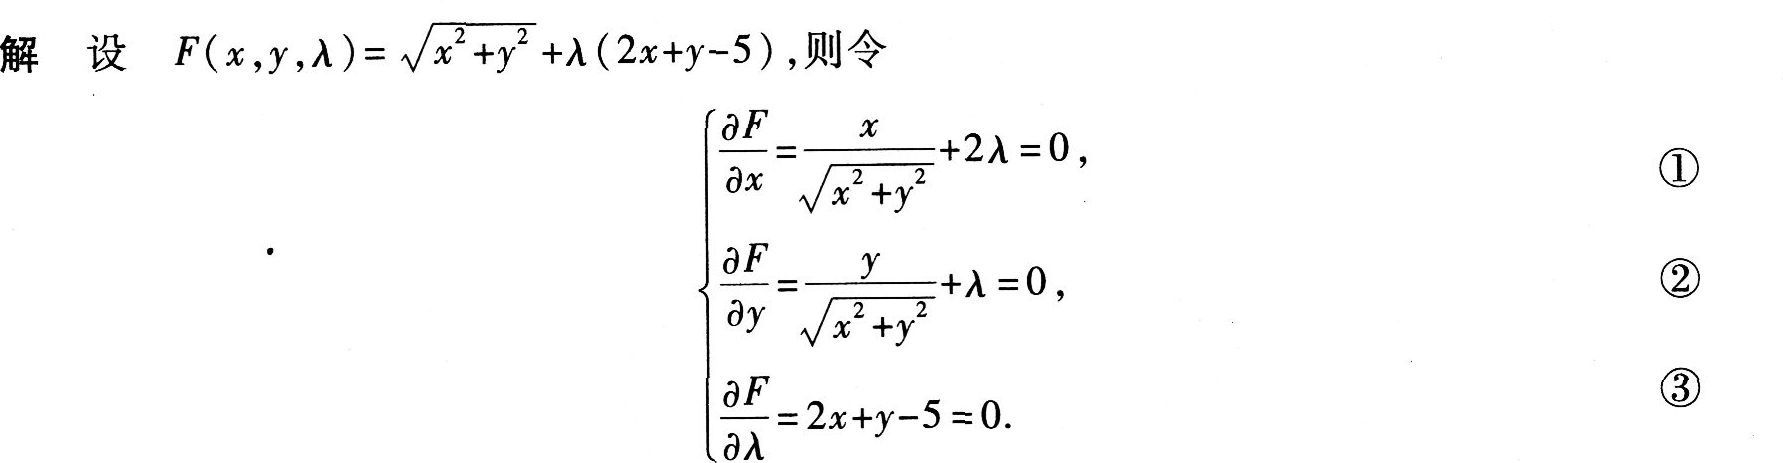 解 设 F(x,y,λ)=√(x²+y²)+λ(2x+y-5),则令
∂F/∂x=x/√(x²+y²)+2λ=0, ①
∂F/∂y=y/√(x²+y²)+λ=0, ②
∂F/∂λ=2x+y-5=0. ③